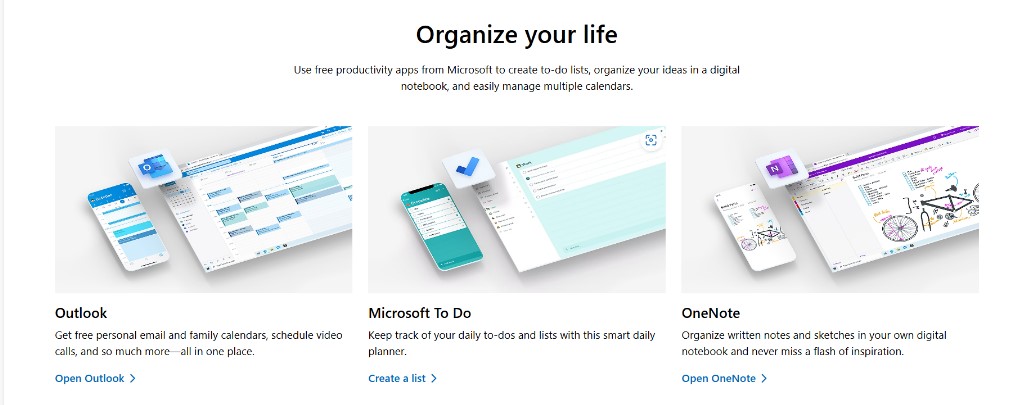 Organize your life
Use free productivity apps from Microsoft to create to-do lists, organize your ideas in a digital
notebook, and easily manage multiple calendars.
Outlook
Get free personal email and family calendars, schedule video
calls, and so much more—all in one place.
Open Outlook
Microsoft To Do
Keep track of your daily to-dos and lists with this smart daily
planner.
Create a list
OneNote
Organize written notes and sketches in your own digital
notebook and never miss a flash of inspiration.
Open OneNote